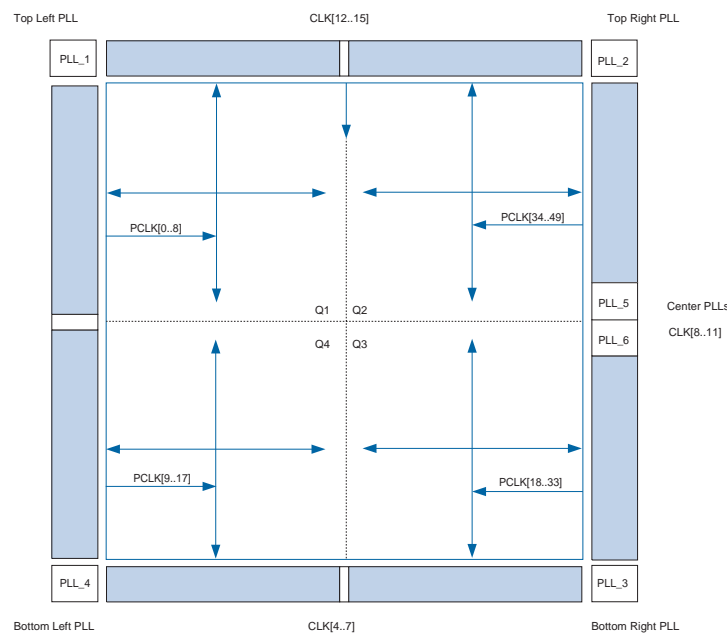 Top Left PLL
CLK[12..15]
Top Right PLL
PLL_1
PLL_2
PCLK[0..8]
PCLK[34..49]
PLL_5
Center PLLs
Q1
Q2
PLL_6
CLK[8..11]
Q4
Q3
PCLK[9..17]
PCLK[18..33]
PLL_4
PLL_3
Bottom Left PLL
CLK[4..7]
Bottom Right PLL